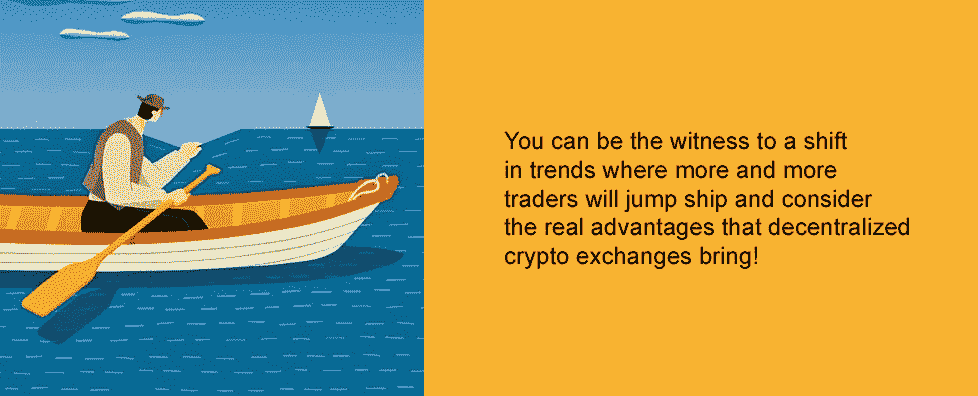 You can be the witness to a shift
in trends where more and more
traders will jump ship and consider
the real advantages that decentralized
crypto exchanges bring!